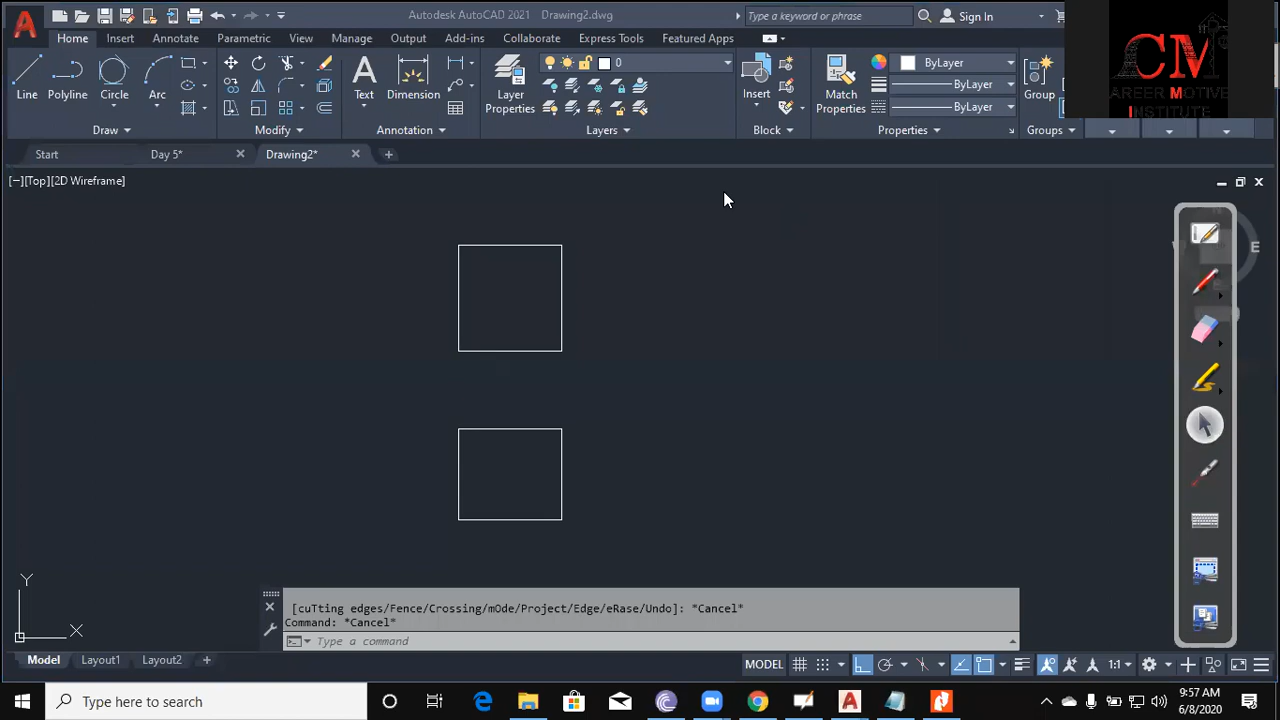 Autodesk AutoCAD 2021 Drawing2.dwg
Type a keyword or phrase
Sign In
Home Insert Annotate Parametric View Manage Output Add-ins Collaborate Express Tools Featured Apps
CM
AREER MOTIVE
INSTITUTE
0
ByLayer
ByLayer
ByLayer
Line Polyline Circle Arc
Text Dimension
Layer
Properties
Insert
Match
Properties
Group
Draw Modify Annotation Layers Block Properties Groups
Start Day 5* Drawing2*
[−][Top][2D Wireframe]
E
Y
X
[cuTting edges/Fence/Crossing/mOde/Project/Edge/eRase/Undo]: *Cancel*
Command: *Cancel*
Type a command
Model Layout1 Layout2
MODEL
1:1
Type here to search
9:57 AM
6/8/2020